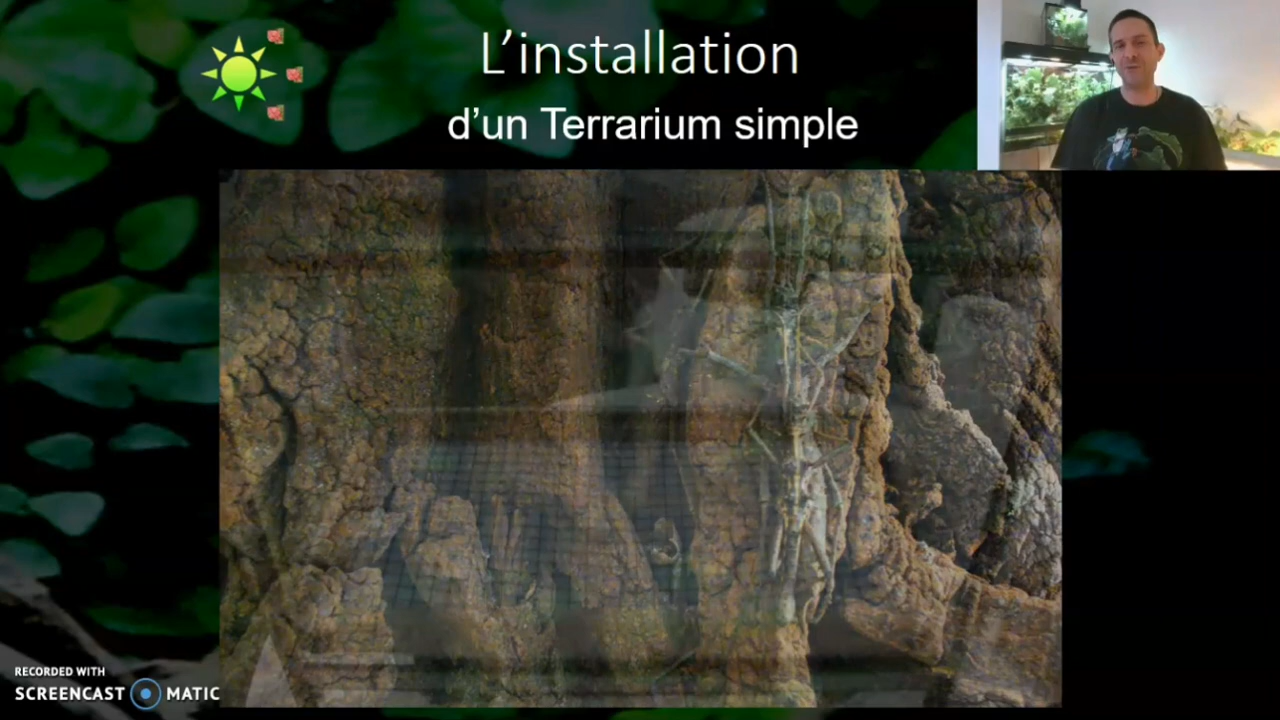 L’installation
d’un Terrarium simple
RECORDED WITH
SCREENCAST MATIC